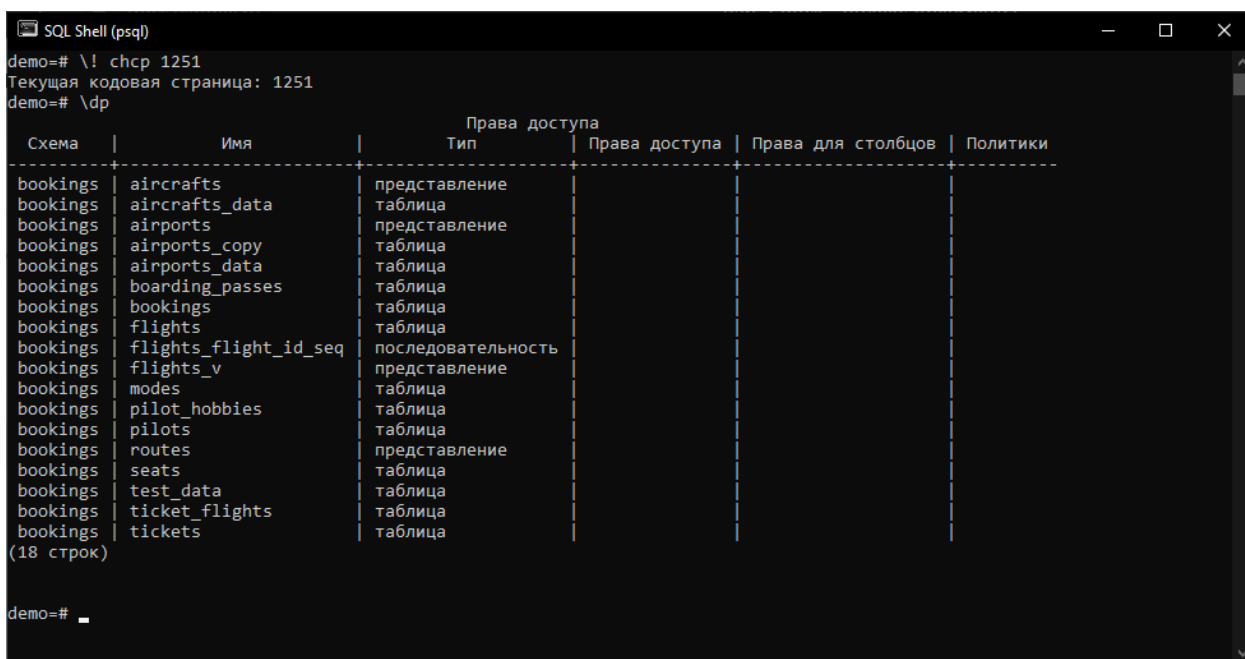 SQL Shell (psql)
demo=# \! chcp 1251
Текущая кодовая страница: 1251
demo=# \dp
Права доступа
Схема | Имя | Тип | Права доступа | Права для столбцов | Политики
----------+-----------------------+--------------------+---------------+--------------------+----------
bookings | aircrafts | представление | | |
bookings | aircrafts_data | таблица | | |
bookings | airports | представление | | |
bookings | airports_copy | таблица | | |
bookings | airports_data | таблица | | |
bookings | boarding_passes | таблица | | |
bookings | bookings | таблица | | |
bookings | flights | таблица | | |
bookings | flights_flight_id_seq | последовательность | | |
bookings | flights_v | представление | | |
bookings | modes | таблица | | |
bookings | pilot_hobbies | таблица | | |
bookings | pilots | таблица | | |
bookings | routes | представление | | |
bookings | seats | таблица | | |
bookings | test_data | таблица | | |
bookings | ticket_flights | таблица | | |
bookings | tickets | таблица | | |
(18 строк)
demo=#